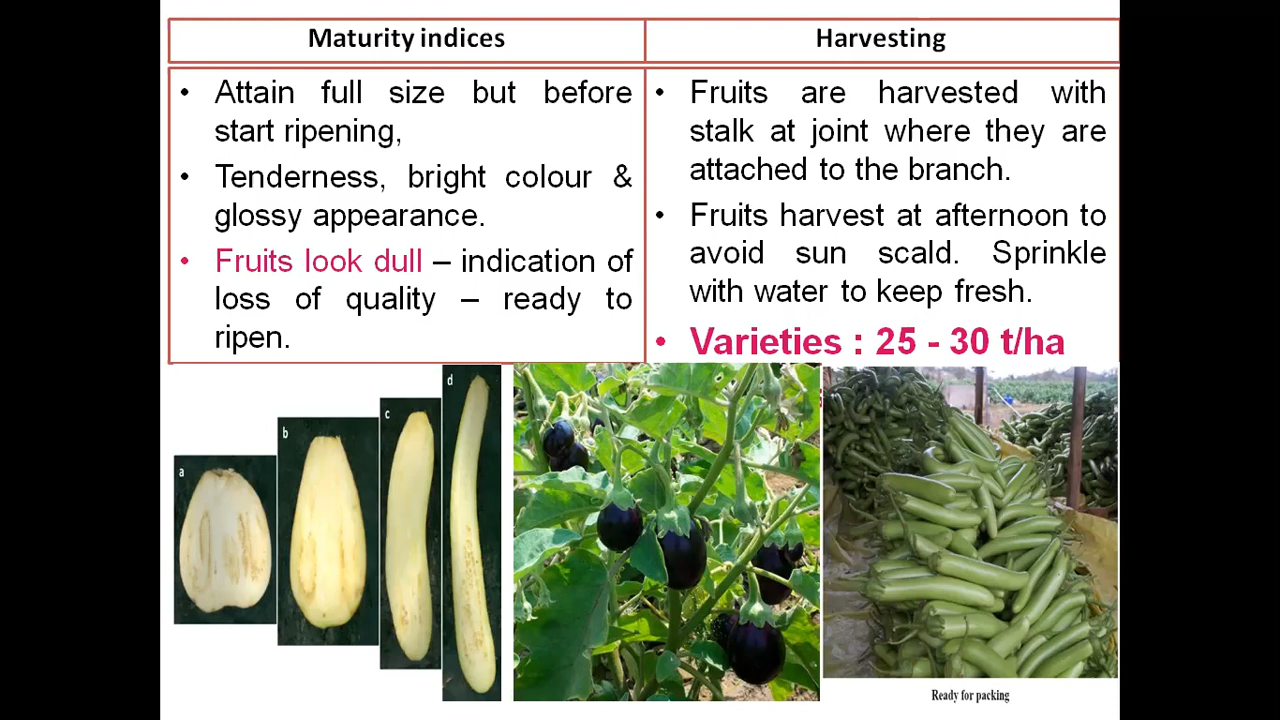 Maturity indices
Harvesting
• Attain full size but before
start ripening,
• Tenderness, bright colour &
glossy appearance.
• Fruits look dull – indication of
loss of quality – ready to
ripen.
• Fruits are harvested with
stalk at joint where they are
attached to the branch.
• Fruits harvest at afternoon to
avoid sun scald. Sprinkle
with water to keep fresh.
• Varieties : 25 - 30 t/ha
a
b
c
d
Ready for packing